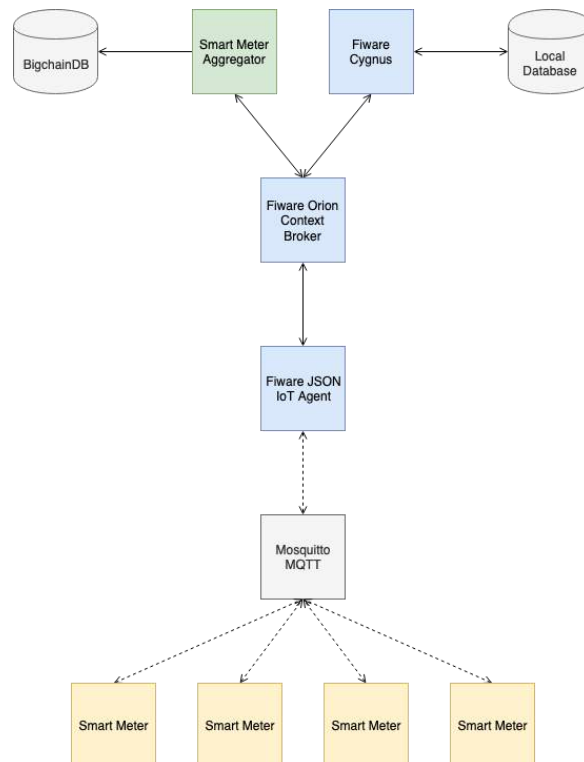 BigchainDB
Smart Meter
Aggregator
Fiware
Cygnus
Local
Database
Fiware Orion
Context
Broker
Fiware JSON
IoT Agent
Mosquitto
MQTT
Smart Meter
Smart Meter
Smart Meter
Smart Meter